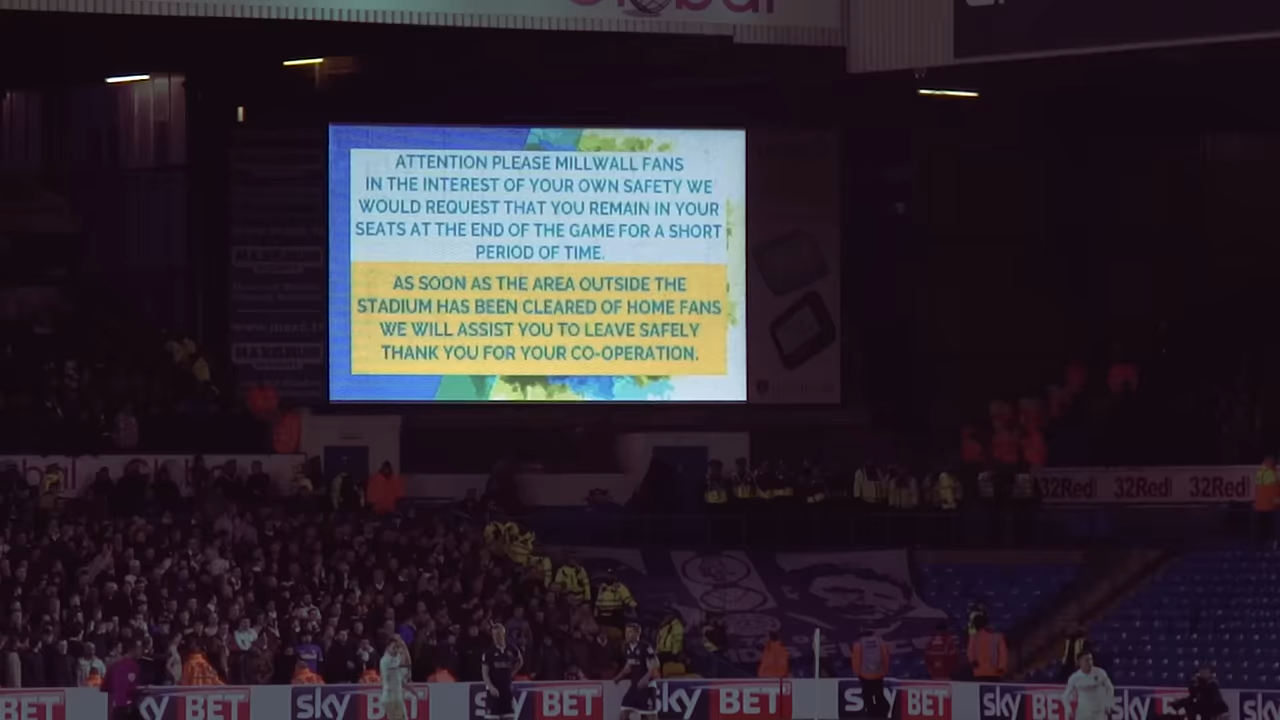 Global
ATTENTION PLEASE MILLWALL FANS
IN THE INTEREST OF YOUR OWN SAFETY WE
WOULD REQUEST THAT YOU REMAIN IN YOUR
SEATS AT THE END OF THE GAME FOR A SHORT
PERIOD OF TIME.
AS SOON AS THE AREA OUTSIDE THE
STADIUM HAS BEEN CLEARED OF HOME FANS
WE WILL ASSIST YOU TO LEAVE SAFELY
THANK YOU FOR YOUR CO-OPERATION.
32Red 32Red 32Red
sky BET sky BET sky BET sky BET sky BET sky BET sky